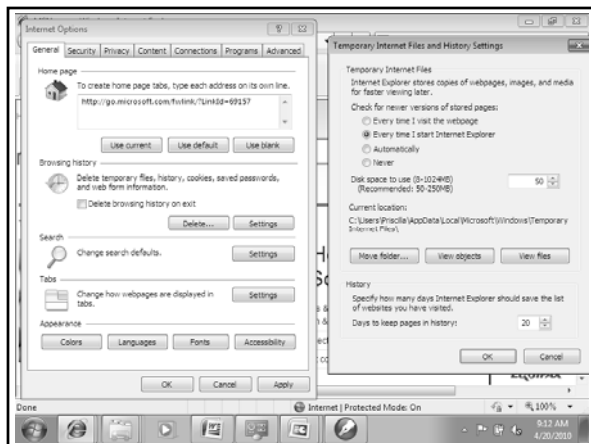 Internet Options
General Security Privacy Content Connections Programs Advanced
Home page
To create home page tabs, type each address on its own line.
http://go.microsoft.com/fwlink/?LinkId=69157
Use current Use default Use blank
Browsing history
Delete temporary files, history, cookies, saved passwords,
and web form information.
Delete browsing history on exit
Delete... Settings
Search
Change search defaults.
Settings
Tabs
Change how webpages are displayed in
tabs.
Settings
Appearance
Colors Languages Fonts Accessibility
OK Cancel Apply
Temporary Internet Files and History Settings
Temporary Internet Files
Internet Explorer stores copies of webpages, images, and media
for faster viewing later.
Check for newer versions of stored pages:
Every time I visit the webpage
Every time I start Internet Explorer
Automatically
Never
Disk space to use (8-1024MB)
(Recommended: 50-250MB)
50
Current location:
C:\Users\Priscilla\AppData\Local\Microsoft\Windows\Temporary
Internet Files\
Move folder... View objects View files
History
Specify how many days Internet Explorer should save the list
of websites you have visited.
Days to keep pages in history:
20
OK Cancel
Done
Internet | Protected Mode: On
100%
9:12 AM
4/20/2010